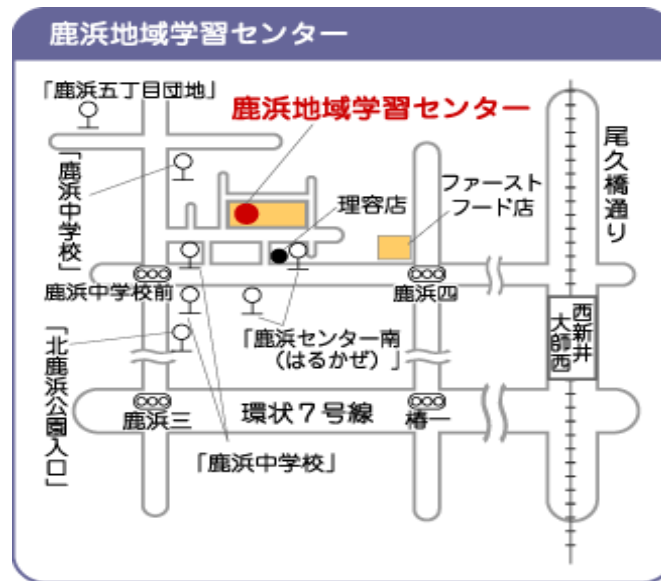 鹿浜地域学習センター
「鹿浜五丁目団地」
鹿浜地域学習センター
「鹿浜中学校」
理容店
ファースト
フード店
尾久橋通り
鹿浜中学校前
鹿浜四
「鹿浜センター南
（はるかぜ）」
西新井
大師西
「北鹿浜公園入口」
鹿浜三
環状７号線
椿一
「鹿浜中学校」